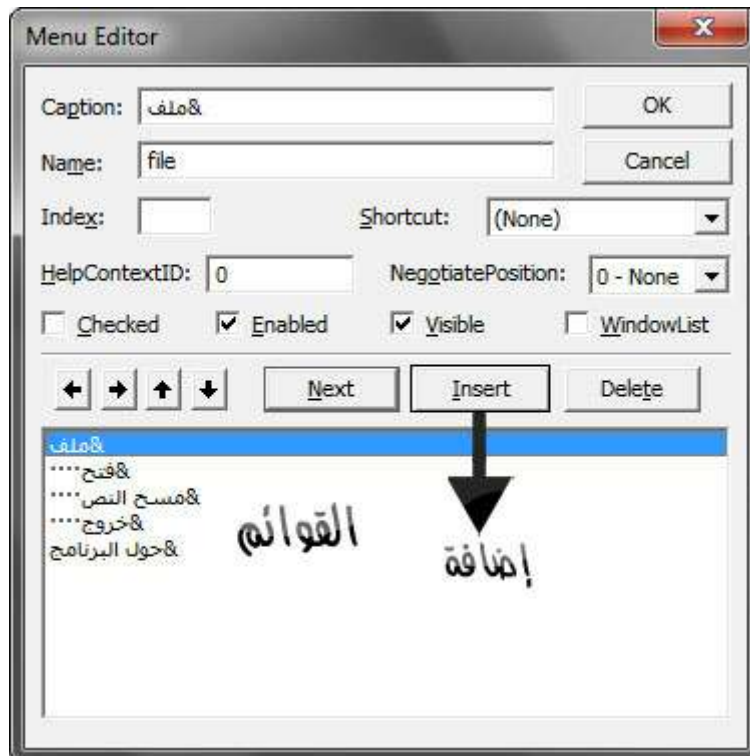 Menu Editor
Caption: &ملف
OK
Name: file
Cancel
Index:
Shortcut: (None)
HelpContextID: 0
NegotiatePosition: 0 - None
Checked
Enabled
Visible
WindowList
Next
Insert
Delete
&ملف
&فتح····
&مسح النص····
&خروج····
&حول البرنامج
القوائم
إضافة